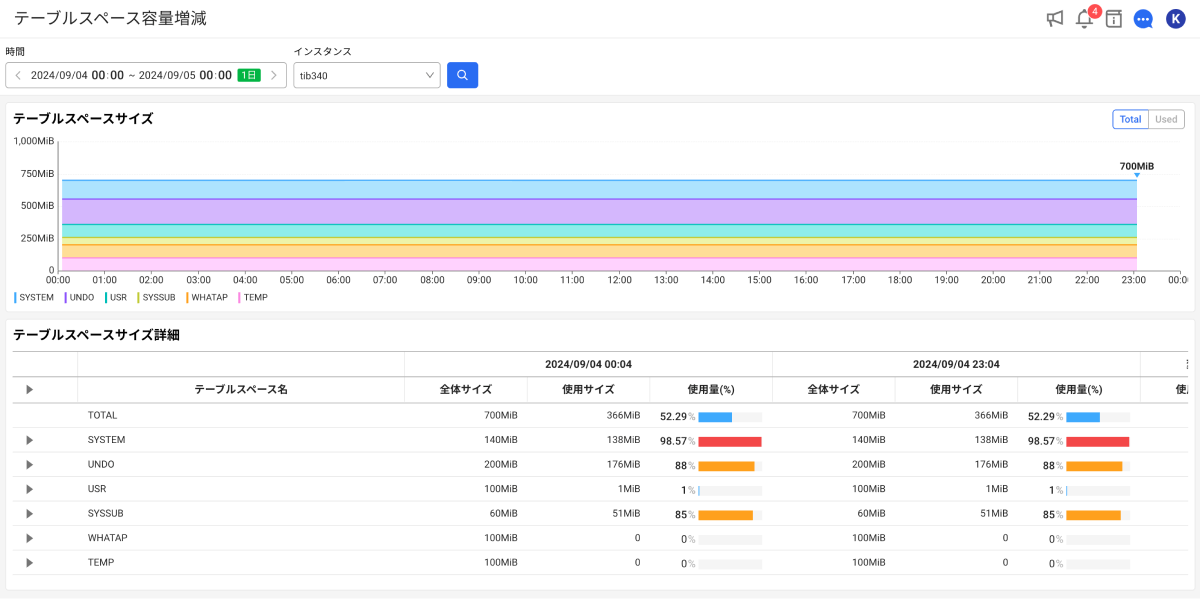 テーブルスペース容量増減
4
K
時間
インスタンス
2024/09/04 00:00 ~ 2024/09/05 00:00 1日
tib340
テーブルスペースサイズ
Total Used
1,000MiB
750MiB
500MiB
250MiB
0
700MiB
00:00 01:00 02:00 03:00 04:00 05:00 06:00 07:00 08:00 09:00 10:00 11:00 12:00 13:00 14:00 15:00 16:00 17:00 18:00 19:00 20:00 21:00 22:00 23:00 00:0
SYSTEM UNDO USR SYSSUB WHATAP TEMP
テーブルスペースサイズ詳細
2024/09/04 00:04 2024/09/04 23:04
テーブルスペース名 全体サイズ 使用サイズ 使用量(%) 全体サイズ 使用サイズ 使用量(%) 使
TOTAL 700MiB 366MiB 52.29% 700MiB 366MiB 52.29%
SYSTEM 140MiB 138MiB 98.57% 140MiB 138MiB 98.57%
UNDO 200MiB 176MiB 88% 200MiB 176MiB 88%
USR 100MiB 1MiB 1% 100MiB 1MiB 1%
SYSSUB 60MiB 51MiB 85% 60MiB 51MiB 85%
WHATAP 100MiB 0 0% 100MiB 0 0%
TEMP 100MiB 0 0% 100MiB 0 0%